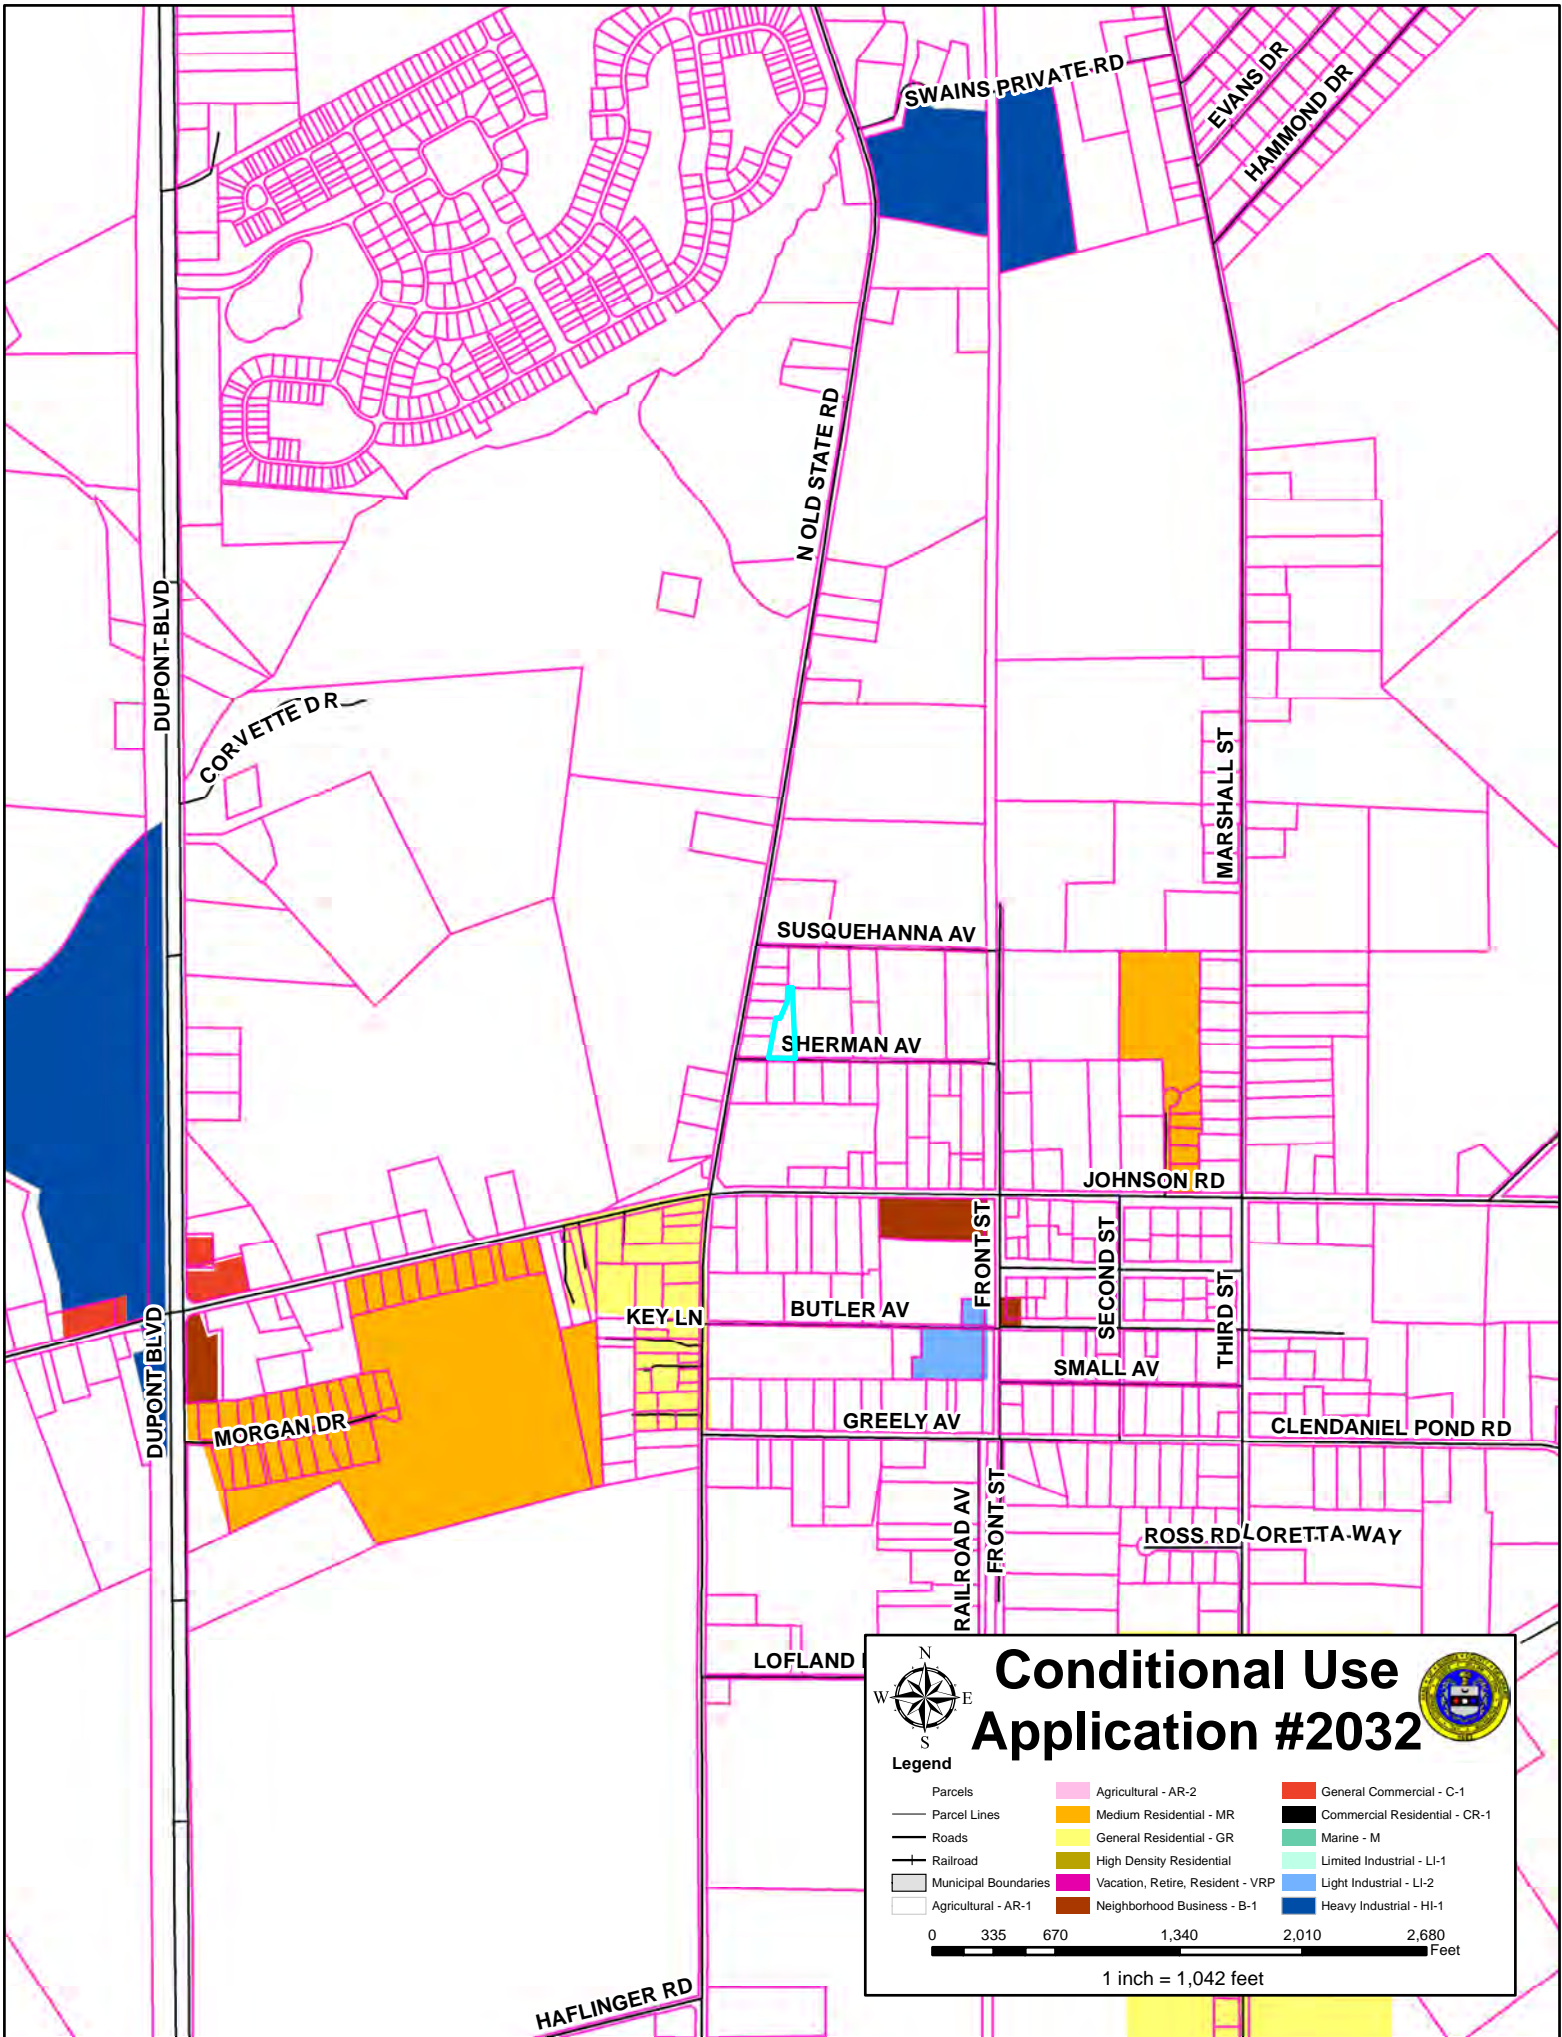 SWAINS PRIVATE RD
EVANS DR
HAMMOND DR
N OLD STATE RD
DUPONT BLVD
CORVETTE DR
MARSHALL ST
SUSQUEHANNA AV
SHERMAN AV
JOHNSON RD
FRONT ST
SECOND ST
THIRD ST
KEY LN
BUTLER AV
DUPONT BLVD
SMALL AV
MORGAN DR
GREELY AV
CLENDANIEL POND RD
RAILROAD AV
FRONT ST
ROSS RD
LORETTA WAY
LOFLAND
HAFLINGER RD
N
W
E
S
Conditional Use
Application #2032
Legend
Parcels
Parcel Lines
Roads
Railroad
Municipal Boundaries
Agricultural - AR-1
Agricultural - AR-2
Medium Residential - MR
General Residential - GR
High Density Residential
Vacation, Retire, Resident - VRP
Neighborhood Business - B-1
General Commercial - C-1
Commercial Residential - CR-1
Marine - M
Limited Industrial - LI-1
Light Industrial - LI-2
Heavy Industrial - HI-1
0 335 670 1,340 2,010 2,680
Feet
1 inch = 1,042 feet